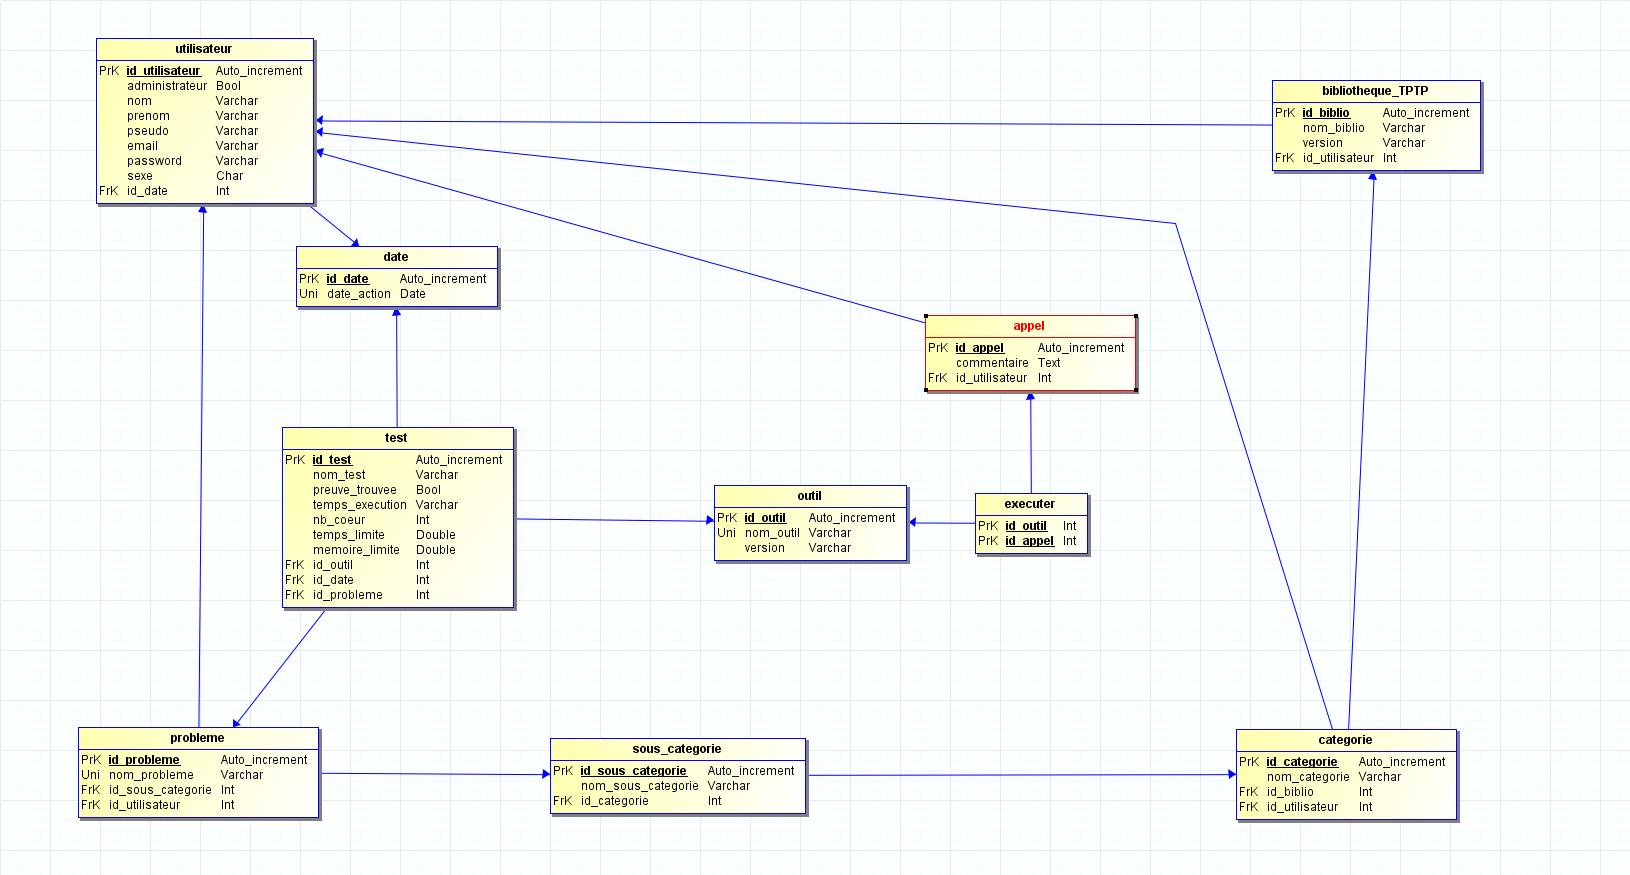 utilisateur
PrK id_utilisateur Auto_increment
administrateur Bool
nom Varchar
prenom Varchar
pseudo Varchar
email Varchar
password Varchar
sexe Char
FrK id_date Int
bibliotheque_TPTP
PrK id_biblio Auto_increment
nom_biblio Varchar
version Varchar
FrK id_utilisateur Int
date
PrK id_date Auto_increment
Uni date_action Date
appel
PrK id_appel Auto_increment
commentaire Text
FrK id_utilisateur Int
test
PrK id_test Auto_increment
nom_test Varchar
preuve_trouvee Bool
temps_execution Varchar
nb_coeur Int
temps_limite Double
memoire_limite Double
FrK id_outil Int
FrK id_date Int
FrK id_probleme Int
outil
PrK id_outil Auto_increment
Uni nom_outil Varchar
version Varchar
executer
PrK id_outil Int
PrK id_appel Int
probleme
PrK id_probleme Auto_increment
Uni nom_probleme Varchar
FrK id_sous_categorie Int
FrK id_utilisateur Int
sous_categorie
PrK id_sous_categorie Auto_increment
nom_sous_categorie Varchar
FrK id_categorie Int
categorie
PrK id_categorie Auto_increment
nom_categorie Varchar
FrK id_biblio Int
FrK id_utilisateur Int